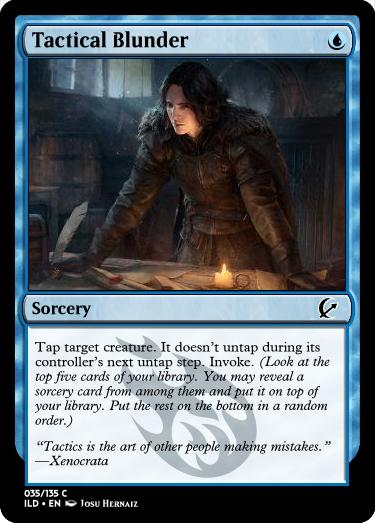 Tactical Blunder
Sorcery
Tap target creature. It doesn't untap during its
controller's next untap step. Invoke. (Look at the
top five cards of your library. You may reveal a
sorcery card from among them and put it on top of
your library. Put the rest on the bottom in a random
order.)
"Tactics is the art of other people making mistakes."
—Xenocrata
035/135 C
ILD • EN Josu Hernaiz